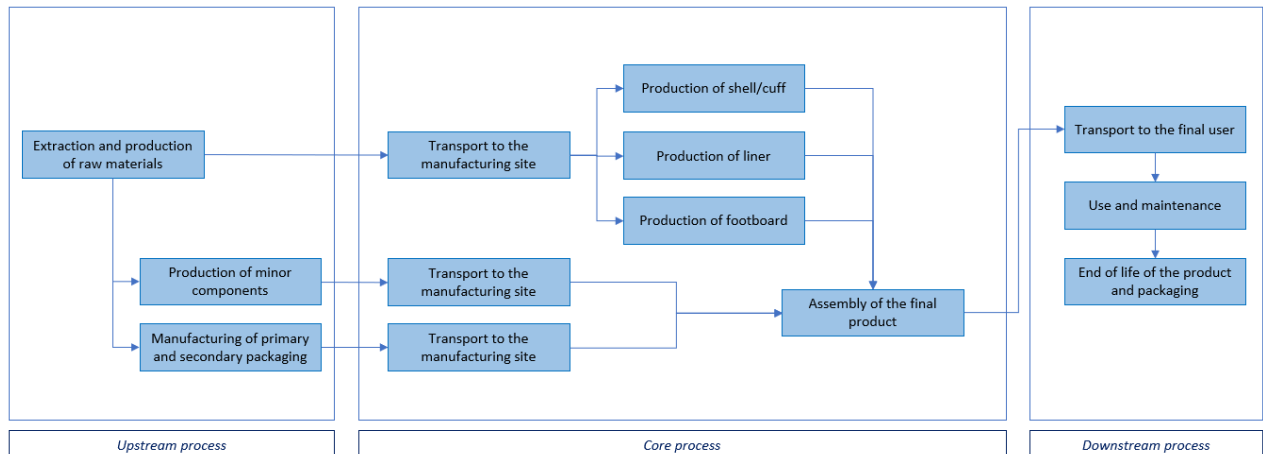 Extraction and production
of raw materials
Production of minor
components
Manufacturing of primary
and secondary packaging
Upstream process
Transport to the
manufacturing site
Transport to the
manufacturing site
Transport to the
manufacturing site
Production of shell/cuff
Production of liner
Production of footboard
Assembly of the final
product
Core process
Transport to the final user
Use and maintenance
End of life of the product
and packaging
Downstream process